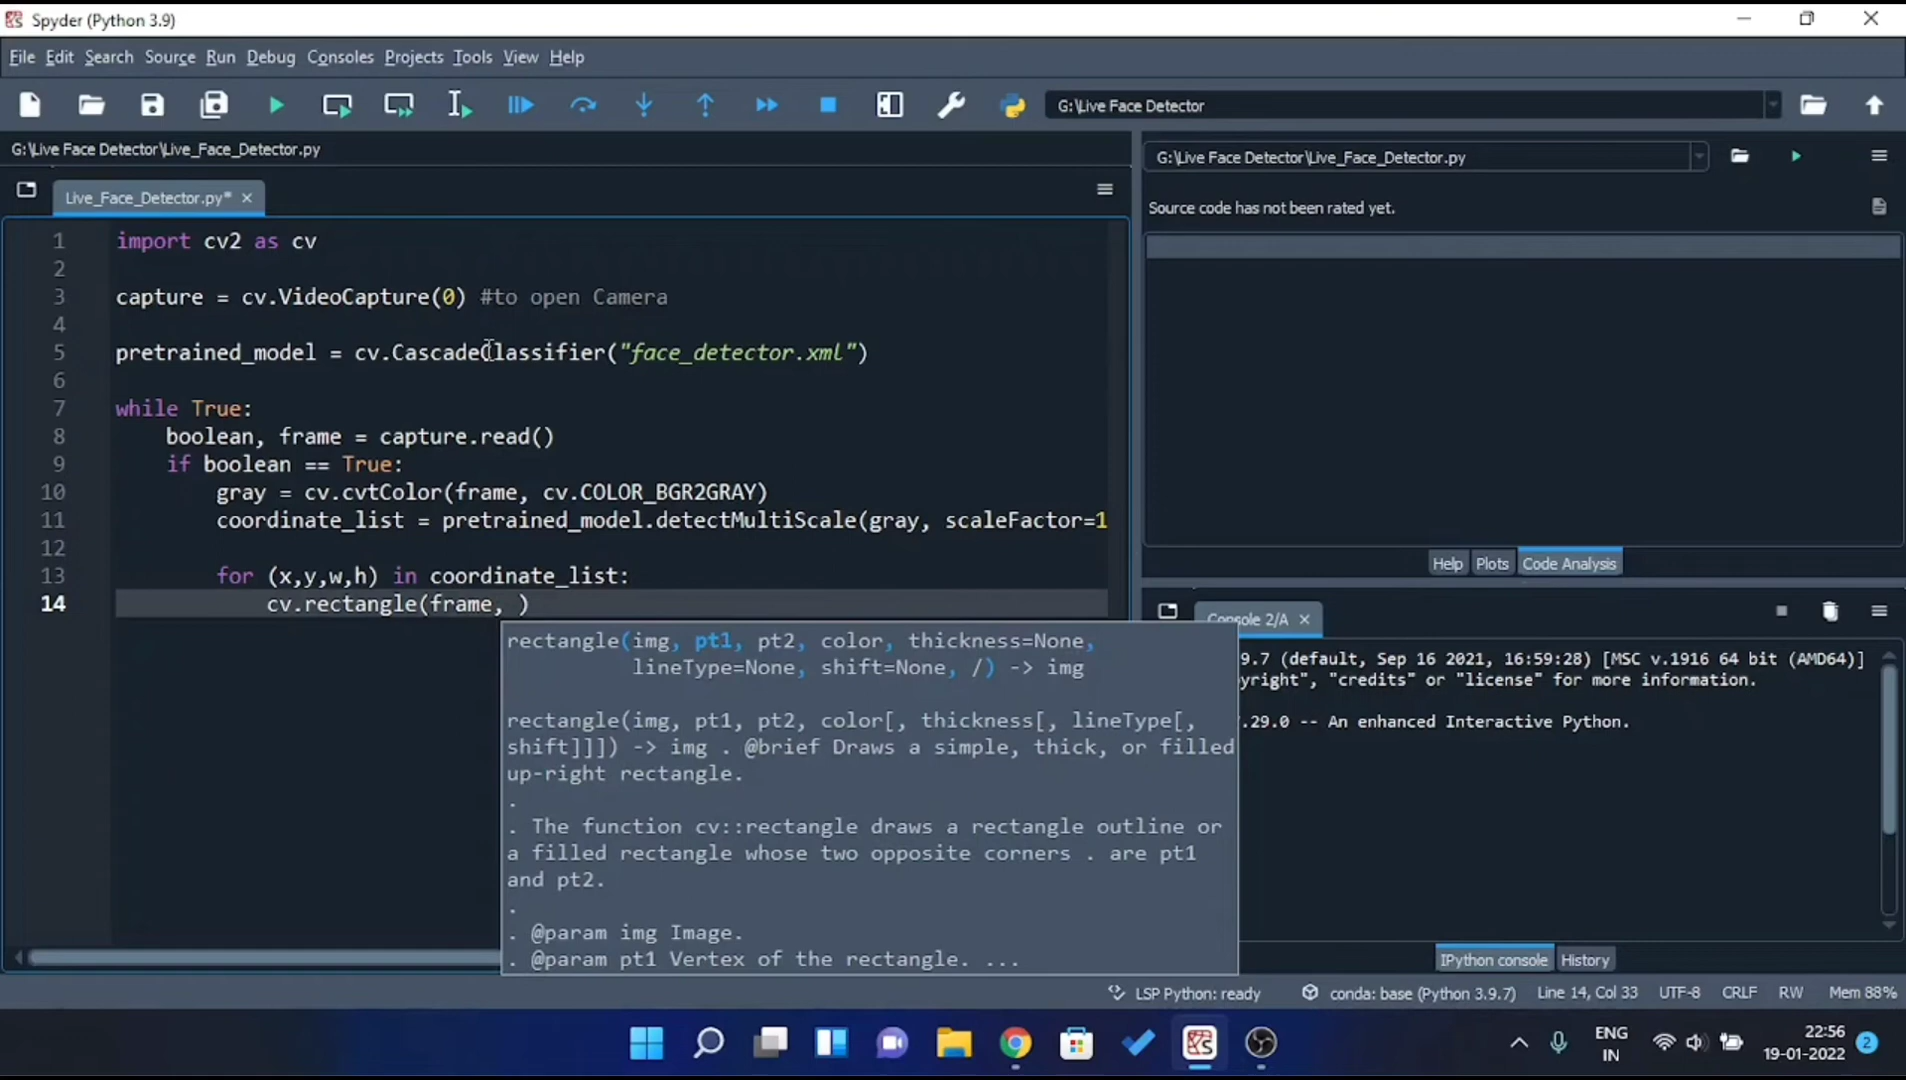 Spyder (Python 3.9)
File Edit Search Source Run Debug Consoles Projects Tools View Help
G:\Live Face Detector
G:\Live Face Detector\Live_Face_Detector.py
Live_Face_Detector.py*
1 import cv2 as cv
2
3 capture = cv.VideoCapture(0) #to open Camera
4
5 pretrained_model = cv.CascadeClassifier("face_detector.xml")
6
7 while True:
8 boolean, frame = capture.read()
9 if boolean == True:
10 gray = cv.cvtColor(frame, cv.COLOR_BGR2GRAY)
11 coordinate_list = pretrained_model.detectMultiScale(gray, scaleFactor=1
12
13 for (x,y,w,h) in coordinate_list:
14 cv.rectangle(frame, )
rectangle(img, pt1, pt2, color, thickness=None,
lineType=None, shift=None, /) -> img
rectangle(img, pt1, pt2, color[, thickness[, lineType[,
shift]]]) -> img . @brief Draws a simple, thick, or filled
up-right rectangle.
.
. The function cv::rectangle draws a rectangle outline or
a filled rectangle whose two opposite corners . are pt1
and pt2.
.
. @param img Image.
. @param pt1 Vertex of the rectangle. ...
G:\Live Face Detector\Live_Face_Detector.py
Source code has not been rated yet.
Help Plots Code Analysis
Console 2/A
9.7 (default, Sep 16 2021, 16:59:28) [MSC v.1916 64 bit (AMD64)]
yright", "credits" or "license" for more information.
.29.0 -- An enhanced Interactive Python.
IPython console History
LSP Python: ready conda: base (Python 3.9.7) Line 14, Col 33 UTF-8 CRLF RW Mem 88%
ENG
IN
22:56
19-01-2022
2